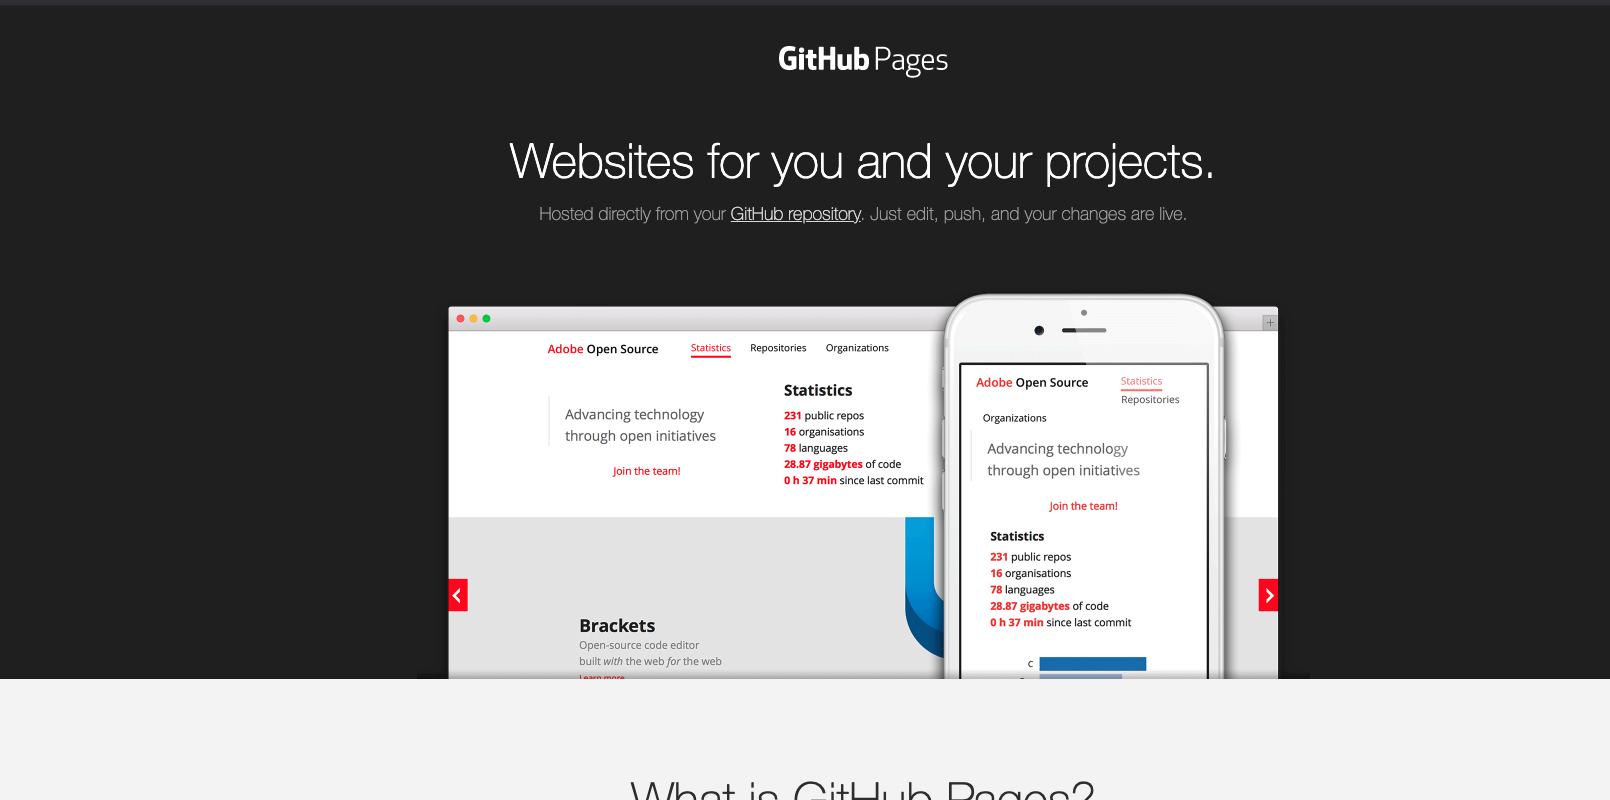 GitHub Pages
Websites for you and your projects.
Hosted directly from your GitHub repository. Just edit, push, and your changes are live.
Adobe Open Source
Statistics
Repositories
Organizations
Advancing technology
through open initiatives
Join the team!
Statistics
231 public repos
16 organisations
78 languages
28.87 gigabytes of code
0 h 37 min since last commit
Brackets
Open-source code editor
built with the web for the web
Learn more
Adobe Open Source
Statistics
Repositories
Organizations
Advancing technology
through open initiatives
Join the team!
Statistics
231 public repos
16 organisations
78 languages
28.87 gigabytes of code
0 h 37 min since last commit
C
What is GitHub Pages?